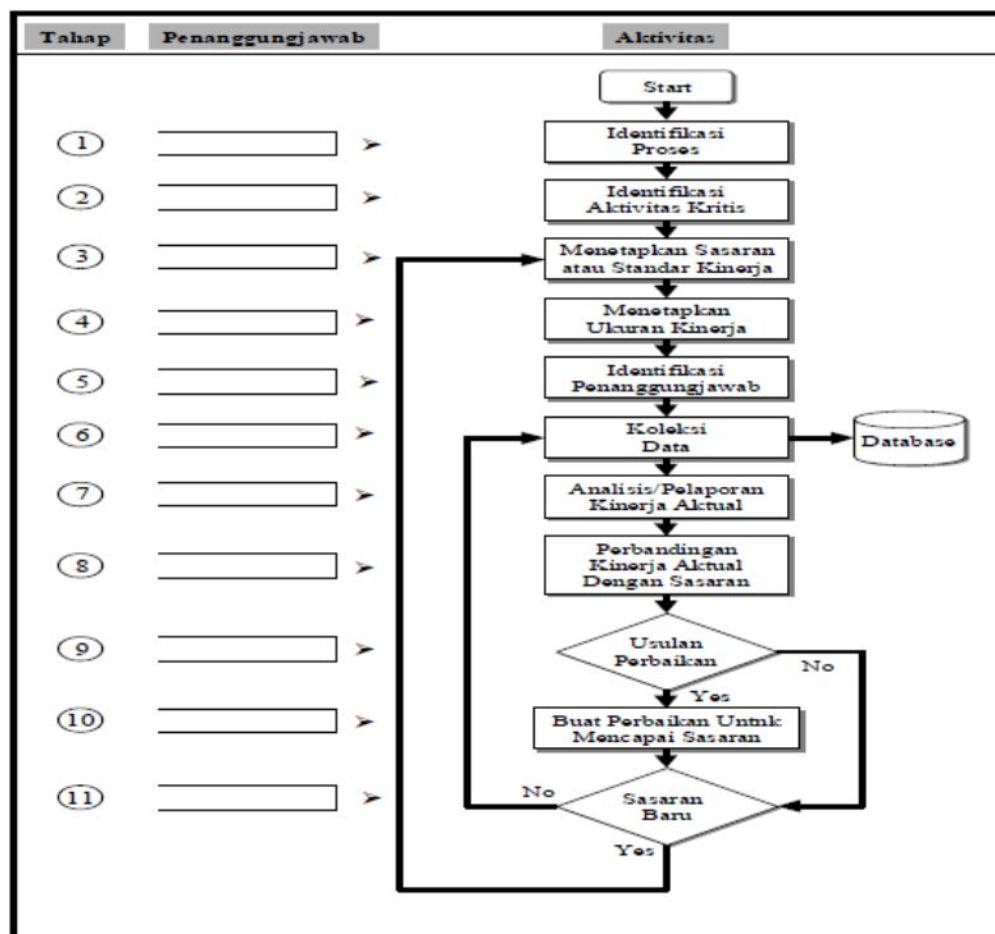 Tahap Penanggungjawab Aktivitas
Start
1
Identifikasi
Proses
2
Identifikasi
Aktivitas Kritis
3
Menetapkan Sasaran
atau Standar Kinerja
4
Menetapkan
Ukuran Kinerja
5
Identifikasi
Penanggungjawab
6
Koleksi
Data
Database
7
Analisis/Pelaporan
Kinerja Aktual
8
Perbandingan
Kinerja Aktual
Dengan Sasaran
9
Usulan
Perbaikan
No
Yes
10
Buat Perbaikan Untnk
Mencapai Sasaran
11
No
Sasaran
Baru
Yes